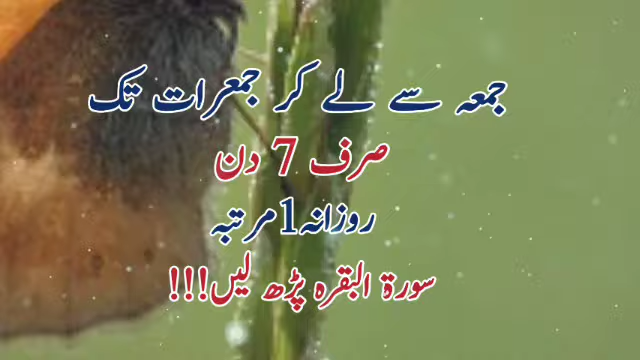 جمعہ سے لے کر جمعرات تک
صرف 7 دن
روزانہ 1 مرتبہ
سورۃ البقرہ پڑھ لیں!!!